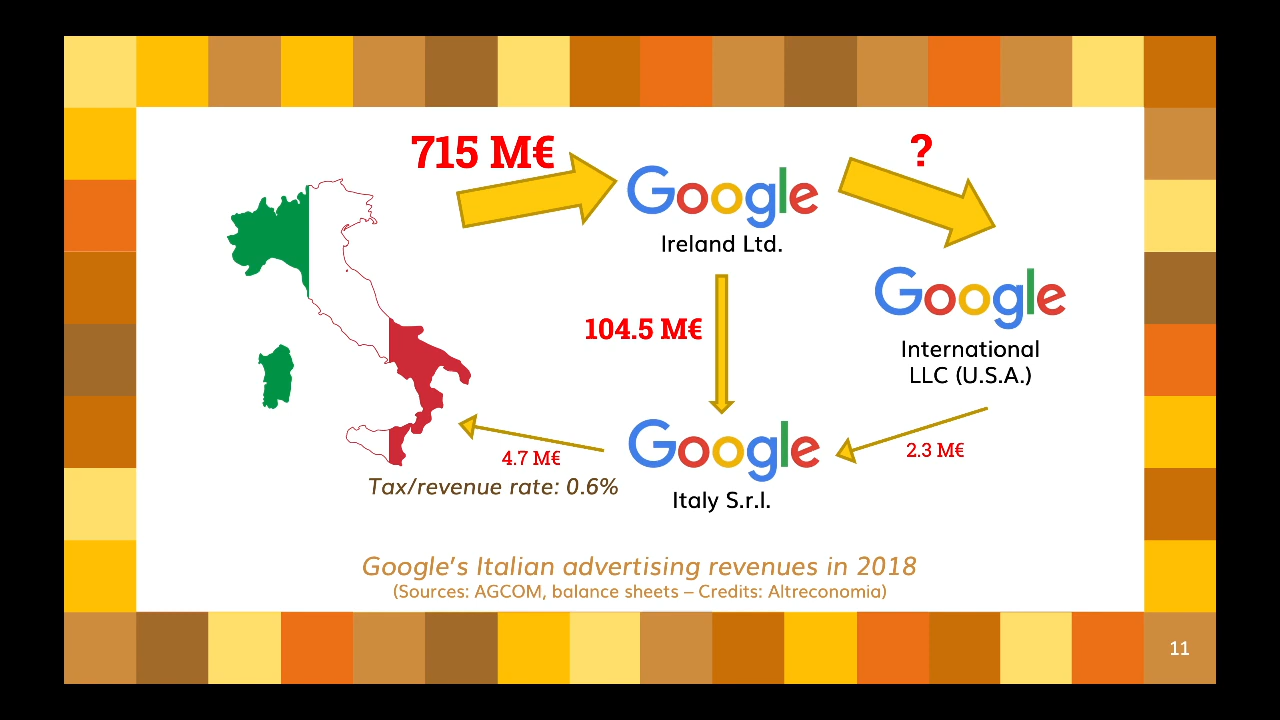 715 M€
?
Google
Ireland Ltd.
Google
International
LLC (U.S.A.)
104.5 M€
Google
Italy S.r.l.
2.3 M€
4.7 M€
Tax/revenue rate: 0.6%
Google’s Italian advertising revenues in 2018
(Sources: AGCOM, balance sheets – Credits: Altreconomia)
11